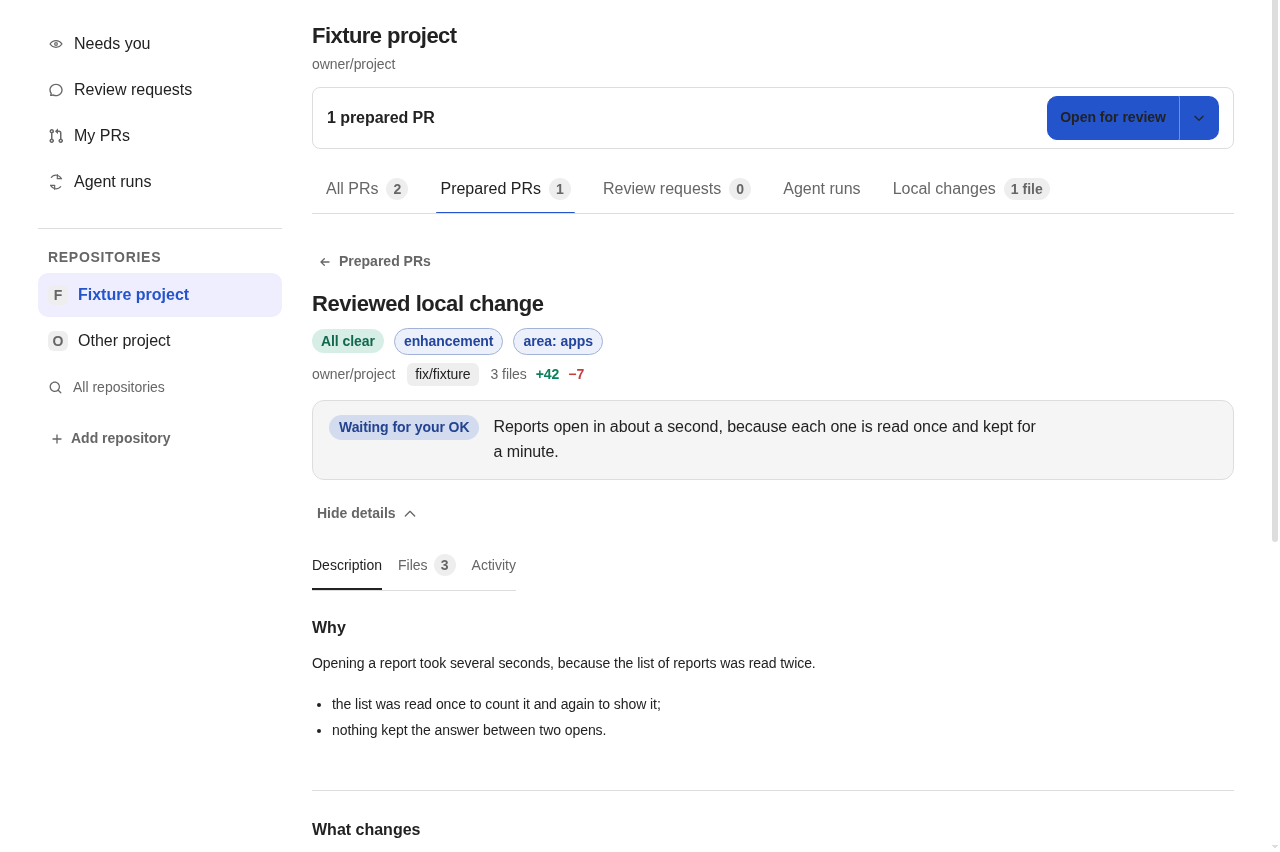 Needs you
Review requests
My PRs
Agent runs
REPOSITORIES
F Fixture project
O Other project
All repositories
Add repository
Fixture project
owner/project
1 prepared PR
Open for review
All PRs 2 Prepared PRs 1 Review requests 0 Agent runs Local changes 1 file
Prepared PRs
Reviewed local change
All clear enhancement area: apps
owner/project fix/fixture 3 files +42 −7
Waiting for your OK Reports open in about a second, because each one is read once and kept for
a minute.
Hide details
Description Files 3 Activity
Why
Opening a report took several seconds, because the list of reports was read twice.
• the list was read once to count it and again to show it;
• nothing kept the answer between two opens.
What changes